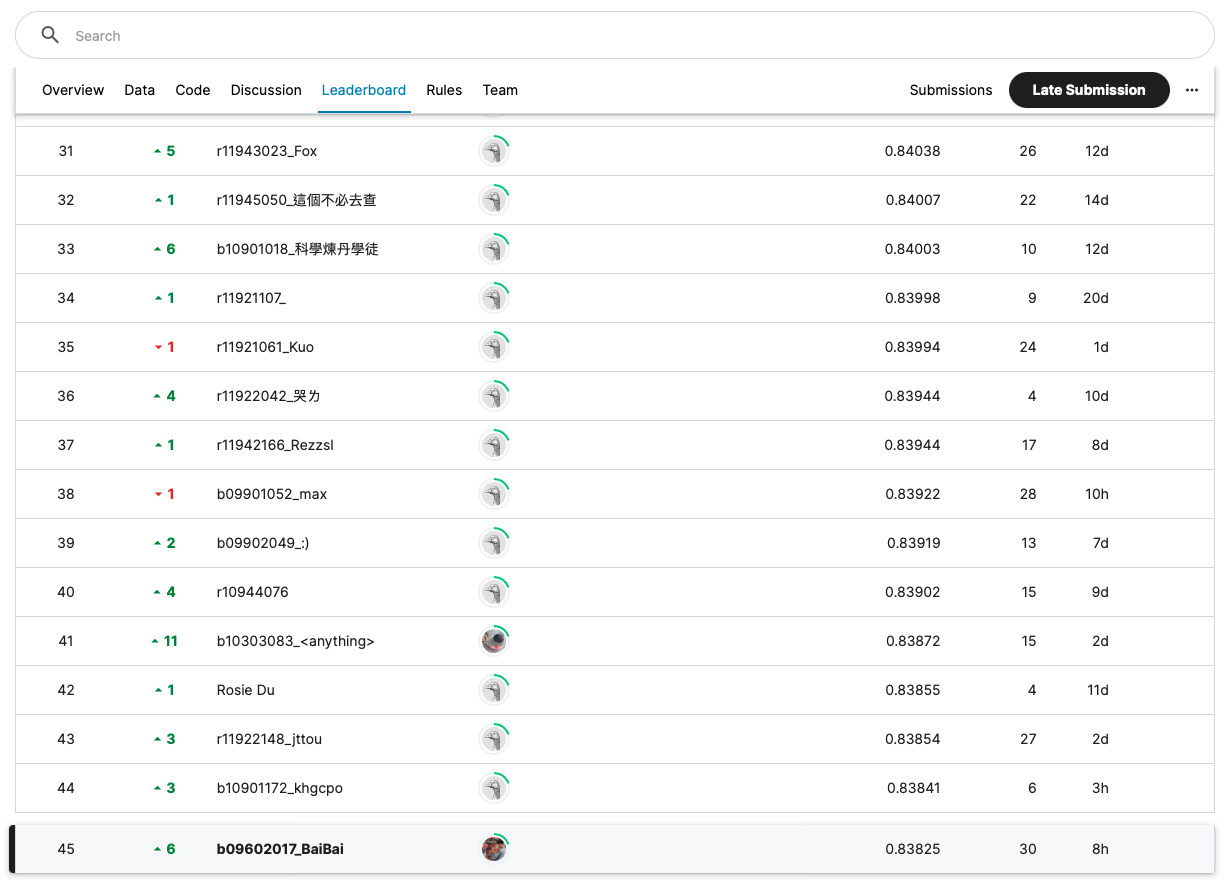 Search
Overview Data Code Discussion Leaderboard Rules Team Submissions Late Submission ...
31 5 r11943023_Fox 0.84038 26 12d
32 1 r11945050_這個不必去查 0.84007 22 14d
33 6 b10901018_科學煉丹學徒 0.84003 10 12d
34 1 r11921107_ 0.83998 9 20d
35 1 r11921061_Kuo 0.83994 24 1d
36 4 r11922042_哭ㄌ 0.83944 4 10d
37 1 r11942166_Rezzsl 0.83944 17 8d
38 1 b09901052_max 0.83922 28 10h
39 2 b09902049_:) 0.83919 13 7d
40 4 r10944076 0.83902 15 9d
41 11 b10303083_<anything> 0.83872 15 2d
42 1 Rosie Du 0.83855 4 11d
43 3 r11922148_jttou 0.83854 27 2d
44 3 b10901172_khgcpo 0.83841 6 3h
45 6 b09602017_BaiBai 0.83825 30 8h